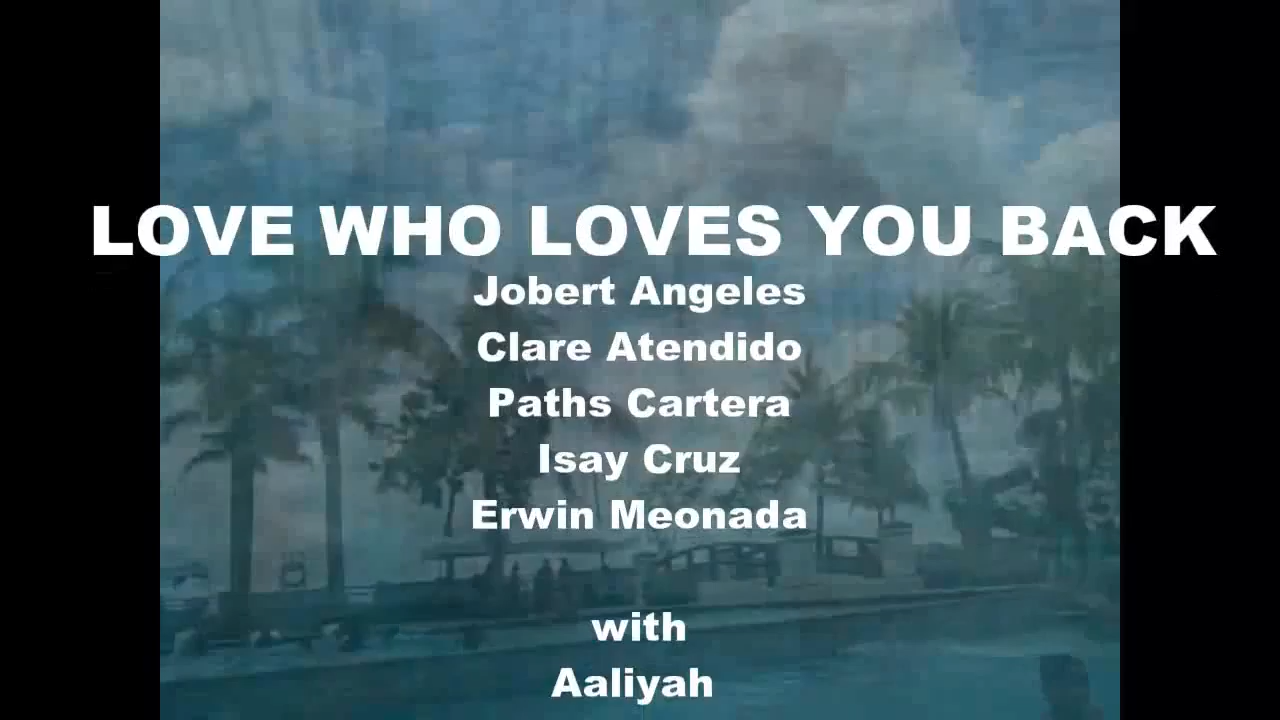 LOVE WHO LOVES YOU BACK
Jobert Angeles
Clare Atendido
Paths Cartera
Isay Cruz
Erwin Meonada
with
Aaliyah